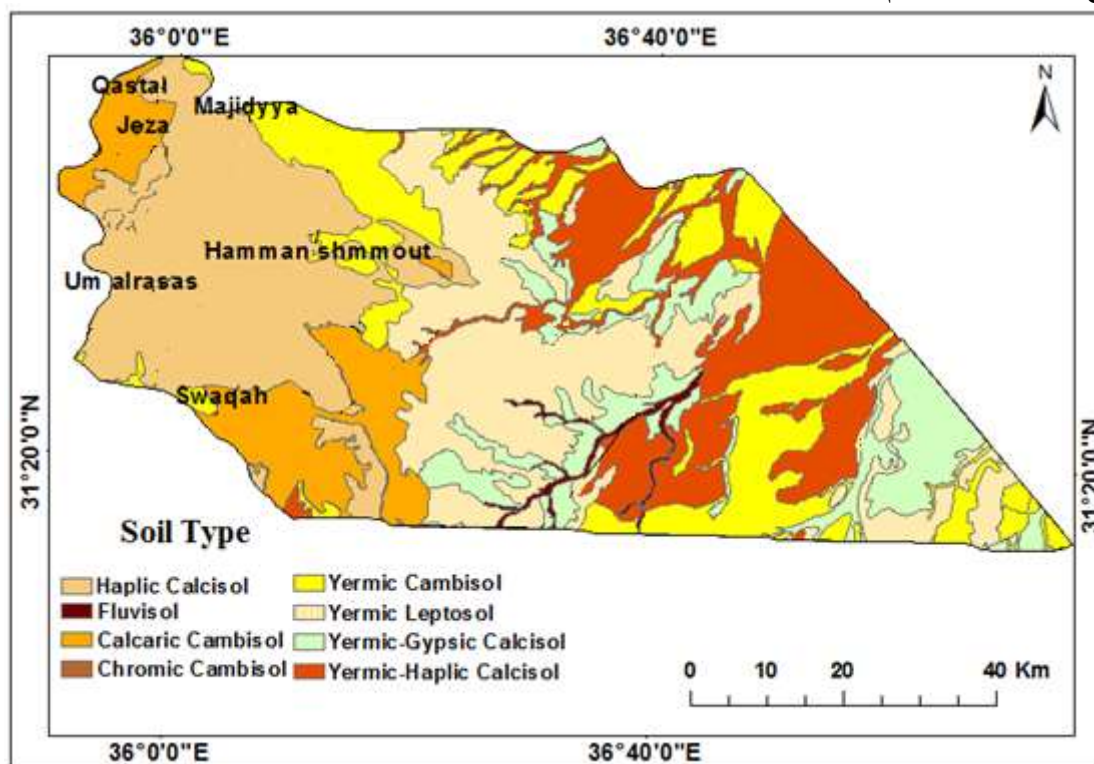 36°0'0"E 36°40'0"E
N
Qastal
Majidyya
Jeza
Hamman shmmout
Um alrasas
Swaqah
31°20'0"N
31°20'0"N
Soil Type
Haplic Calcisol
Fluvisol
Calcaric Cambisol
Chromic Cambisol
Yermic Cambisol
Yermic Leptosol
Yermic-Gypsic Calcisol
Yermic-Haplic Calcisol
0 10 20 40 Km
36°0'0"E 36°40'0"E